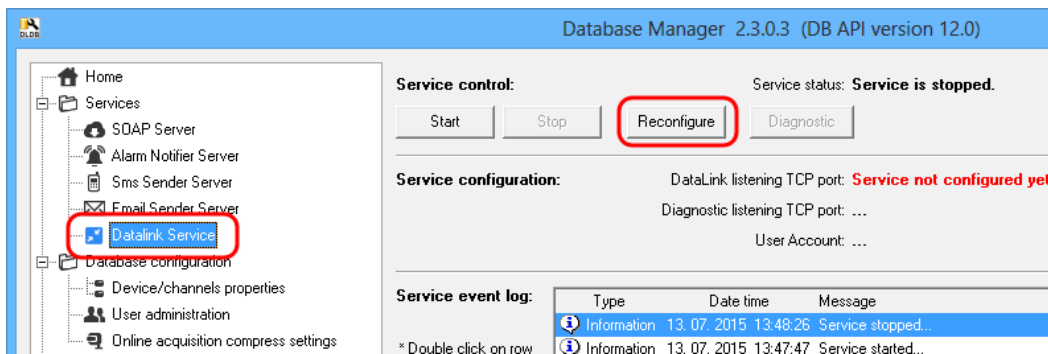 DLDB
Database Manager 2.3.0.3 (DB API version 12.0)
Home
Services
SOAP Server
Alarm Notifier Server
Sms Sender Server
Email Sender Server
Datalink Service
Database configuration
Device/channels properties
User administration
Online acquisition compress settings
Service control:
Service status: Service is stopped.
Start Stop Reconfigure Diagnostic
Service configuration:
DataLink listening TCP port: Service not configured yet
Diagnostic listening TCP port: ...
User Account: ...
Service event log:
Type Date time Message
Information 13. 07. 2015 13:48:26 Service stopped...
* Double click on row
Information 13. 07. 2015 13:47:47 Service started...